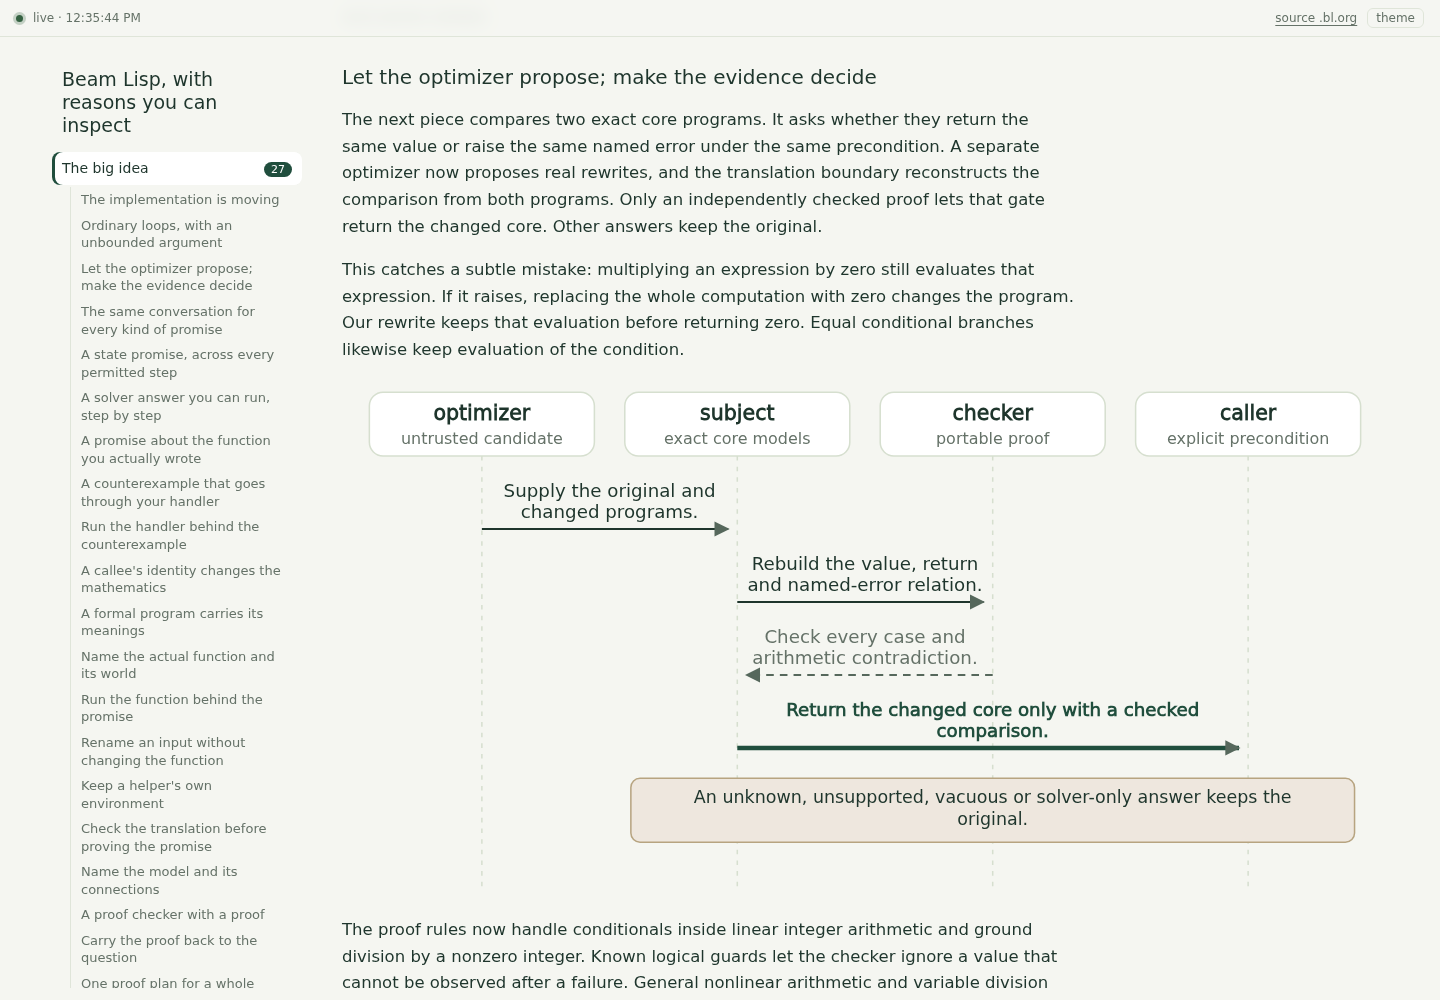 live · 12:35:44 PM
source .bl.org
theme
Beam Lisp, with
reasons you can
inspect
The big idea
27
The implementation is moving
Ordinary loops, with an
unbounded argument
Let the optimizer propose;
make the evidence decide
The same conversation for
every kind of promise
A state promise, across every
permitted step
A solver answer you can run,
step by step
A promise about the function
you actually wrote
A counterexample that goes
through your handler
Run the handler behind the
counterexample
A callee's identity changes the
mathematics
A formal program carries its
meanings
Name the actual function and
its world
Run the function behind the
promise
Rename an input without
changing the function
Keep a helper's own
environment
Check the translation before
proving the promise
Name the model and its
connections
A proof checker with a proof
Carry the proof back to the
question
One proof plan for a whole
Let the optimizer propose; make the evidence decide
The next piece compares two exact core programs. It asks whether they return the
same value or raise the same named error under the same precondition. A separate
optimizer now proposes real rewrites, and the translation boundary reconstructs the
comparison from both programs. Only an independently checked proof lets that gate
return the changed core. Other answers keep the original.
This catches a subtle mistake: multiplying an expression by zero still evaluates that
expression. If it raises, replacing the whole computation with zero changes the program.
Our rewrite keeps that evaluation before returning zero. Equal conditional branches
likewise keep evaluation of the condition.
optimizer
untrusted candidate
subject
exact core models
checker
portable proof
caller
explicit precondition
Supply the original and
changed programs.
Rebuild the value, return
and named-error relation.
Check every case and
arithmetic contradiction.
Return the changed core only with a checked
comparison.
An unknown, unsupported, vacuous or solver-only answer keeps the
original.
The proof rules now handle conditionals inside linear integer arithmetic and ground
division by a nonzero integer. Known logical guards let the checker ignore a value that
cannot be observed after a failure. General nonlinear arithmetic and variable division